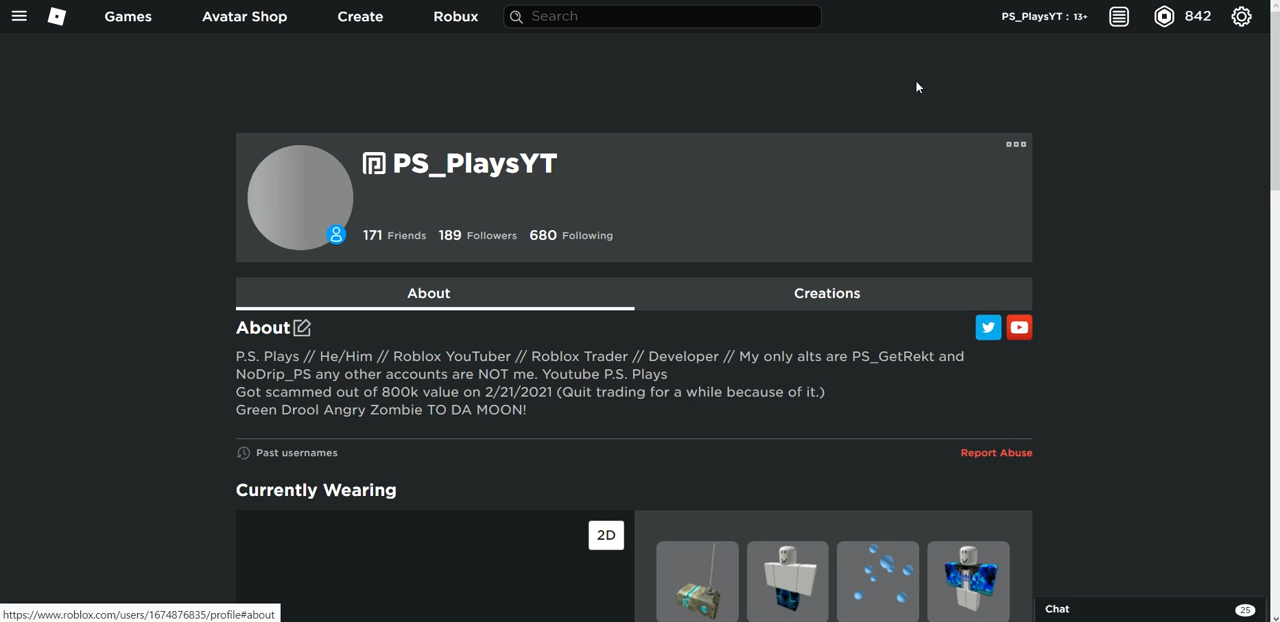 Games Avatar Shop Create Robux Search PS_PlaysYT : 13+ 842
PS_PlaysYT
171 Friends 189 Followers 680 Following
About Creations
About
P.S. Plays // He/Him // Roblox YouTuber // Roblox Trader // Developer // My only alts are PS_GetRekt and
NoDrip_PS any other accounts are NOT me. Youtube P.S. Plays
Got scammed out of 800k value on 2/21/2021 (Quit trading for a while because of it.)
Green Drool Angry Zombie TO DA MOON!
Past usernames Report Abuse
Currently Wearing
2D
https://www.roblox.com/users/1674876835/profile#about Chat 25